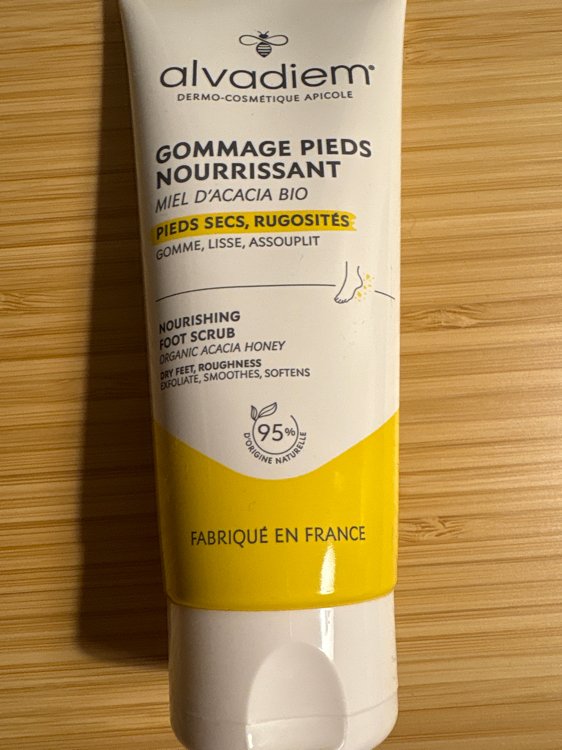 alvadiem®
DERMO-COSMÉTIQUE APICOLE
GOMMAGE PIEDS
NOURRISSANT
MIEL D'ACACIA BIO
PIEDS SECS, RUGOSITÉS
GOMME, LISSE, ASSOUPLIT
NOURISHING
FOOT SCRUB
ORGANIC ACACIA HONEY
DRY FEET, ROUGHNESS
EXFOLIATE, SMOOTHES, SOFTENS
95%
D'ORIGINE NATURELLE
FABRIQUÉ EN FRANCE